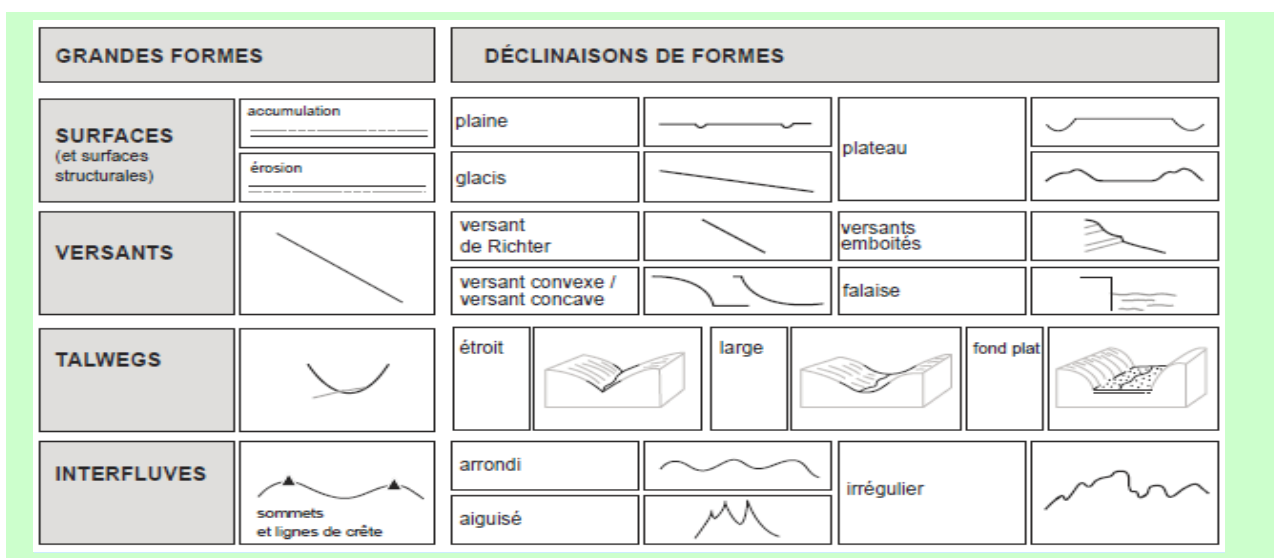 GRANDES FORMES
DÉCLINAISONS DE FORMES
SURFACES
(et surfaces
structurales)
accumulation
érosion
plaine
glacis
plateau
VERSANTS
versant
de Richter
versant convexe /
versant concave
versants
emboités
falaise
TALWEGS
étroit
large
fond plat
INTERFLUVES
sommets
et lignes de crête
arrondi
aiguisé
irrégulier